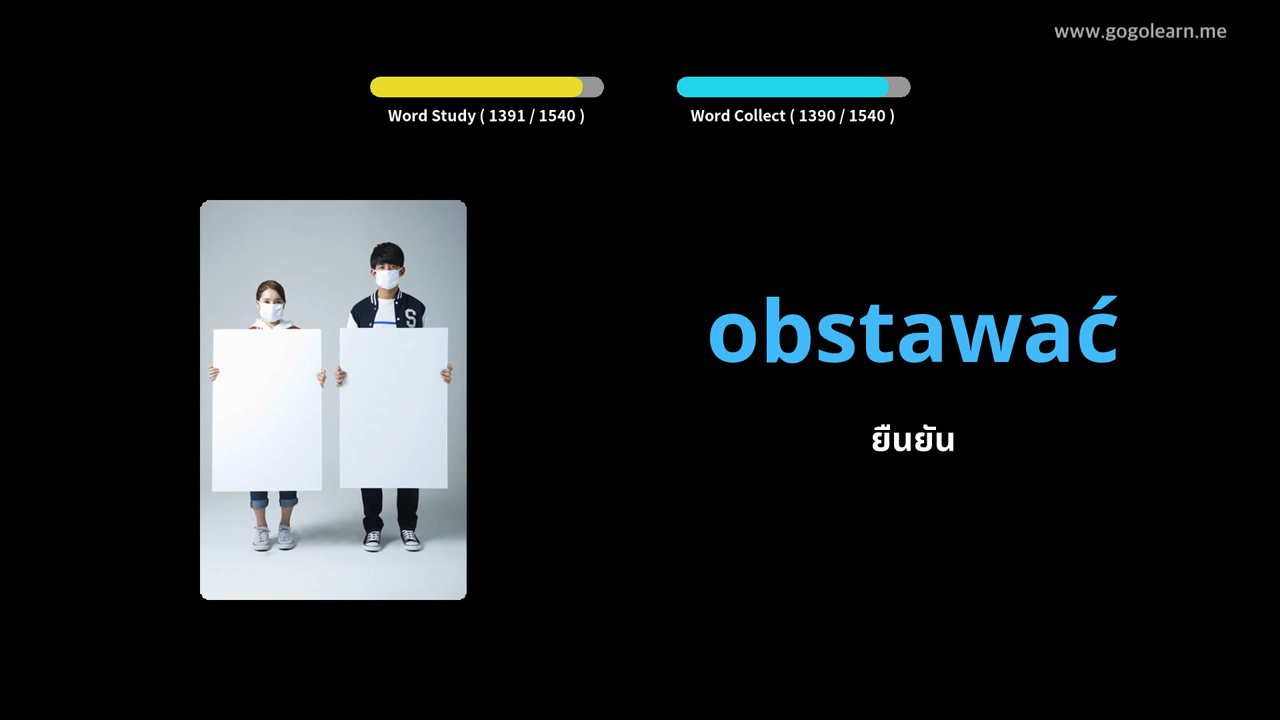 www.gogolearn.me
Word Study ( 1391 / 1540 )
Word Collect ( 1390 / 1540 )
S
obstawać
ยืนยัน